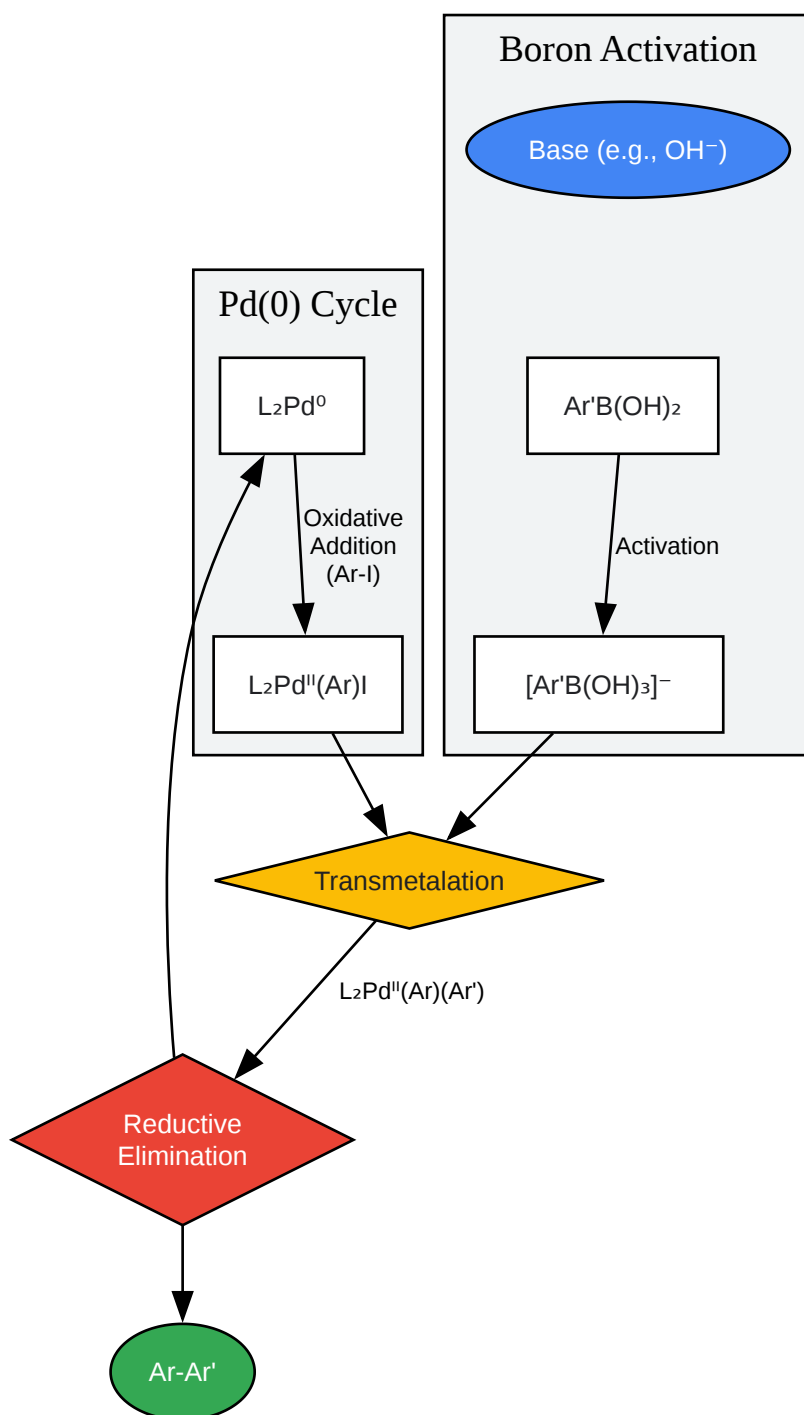 Boron Activation
Base (e.g., OH⁻)
Pd(0) Cycle
L₂Pd⁰
Ar'B(OH)₂
Oxidative
Addition
(Ar-I)
Activation
L₂Pdᴵᴵ(Ar)I
[Ar'B(OH)₃]⁻
Transmetalation
L₂Pdᴵᴵ(Ar)(Ar')
Reductive
Elimination
Ar-Ar'